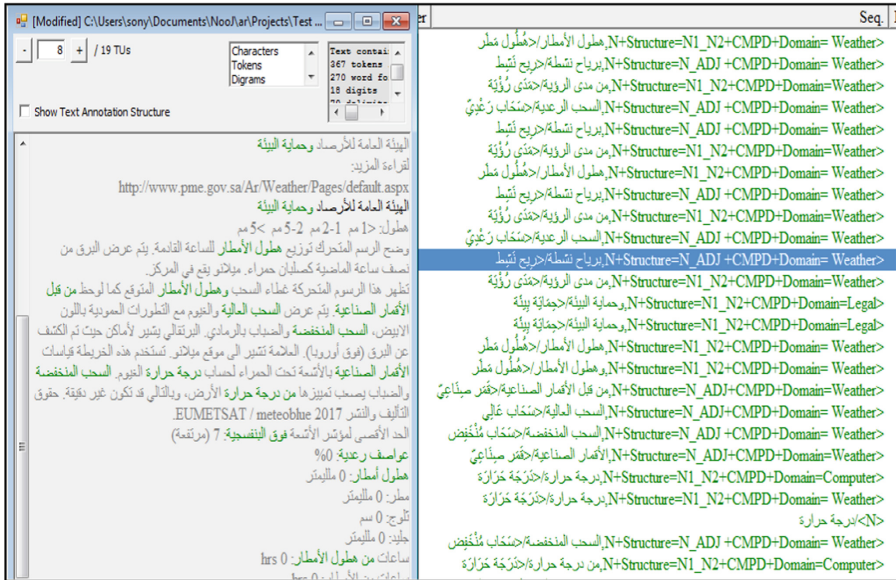 [Modified] C:\Users\sony\Documents\NooJ\ar\Projects\Test ...
- 8 + / 19 TUs
Characters
Tokens
Digrams
Text contai
367 tokens
270 word fo
18 digits
Show Text Annotation Structure
الهيئة العامة للأرصاد وحماية البيئة
لقراءة المزيد:
http://www.pme.gov.sa/Ar/Weather/Pages/default.aspx
الهيئة العامة للأرصاد وحماية البيئة
هطول: <1 مم 1-2 مم 2-5 مم >5 مم
وضح الرسم المتحرك توزيع هطول الأمطار للساعة القادمة. يتم عرض البرق من
نصف ساعة الماضية كصلبان حمراء. ميلانو يقع في المركز.
تظهر هذا الرسوم المتحركة غطاء السحب وهطول الأمطار المتوقع كما لوحظ من قبل
الأقمار الصناعية. يتم عرض السحب العالية والغيوم مع التطورات العمودية باللون
الابيض، السحب المنخفضة والضباب بالرمادي. البرتقالي يشير لأماكن حيث تم الكشف
عن البرق (فوق أوروبا). العلامة تشير الى موقع ميلانو. تستخدم هذه الخريطة قياسات
الأقمار الصناعية بالأشعة تحت الحمراء لحساب درجة حرارة الغيوم. السحب المنخفضة
والضباب يصعب تمييزها من درجة حرارة الأرض، وبالتالي قد تكون غير دقيقة. حقوق
التأليف والنشر 2017 EUMETSAT / meteoblue.
الحد الأقصى لمؤشر الأشعة فوق البنفسجية: 7 (مرتفعة)
عواصف رعدية: 0%
هطول أمطار: 0 ملليمتر
مطر: 0 ملليمتر
ثلوج: 0 سم
جليد: 0 ملليمتر
ساعات من هطول الأمطار: 0 hrs
Seq.
هطول الأمطار/<هُطُول مَطَر,N+Structure=N1_N2+CMPD+Domain= Weather>
برياح نشطة/<رِيح نَشِط,N+Structure=N_ADJ +CMPD+Domain= Weather>
من مدى الرؤية/<مَدَى رُؤْيَة,N+Structure=N1_N2+CMPD+Domain= Weather>
السحب الرعدية/<سَحَاب رَعْدِيّ,N+Structure=N_ADJ +CMPD+Domain= Weather>
برياح نشطة/<رِيح نَشِط,N+Structure=N_ADJ +CMPD+Domain= Weather>
من مدى الرؤية/<مَدَى رُؤْيَة,N+Structure=N1_N2+CMPD+Domain= Weather>
هطول الأمطار/<هُطُول مَطَر,N+Structure=N1_N2+CMPD+Domain= Weather>
برياح نشطة/<رِيح نَشِط,N+Structure=N_ADJ +CMPD+Domain= Weather>
من مدى الرؤية/<مَدَى رُؤْيَة,N+Structure=N1_N2+CMPD+Domain= Weather>
السحب الرعدية/<سَحَاب رَعْدِيّ,N+Structure=N_ADJ +CMPD+Domain= Weather>
برياح نشطة/<رِيح نَشِط,N+Structure=N_ADJ +CMPD+Domain= Weather>
من مدى الرؤية/<مَدَى رُؤْيَة,N+Structure=N1_N2+CMPD+Domain= Weather>
وحماية البيئة/<حِمَايَة بِيئَة,N+Structure=N1_N2+CMPD+Domain=Legal>
وحماية البيئة/<حِمَايَة بِيئَة,N+Structure=N1_N2+CMPD+Domain=Legal>
هطول الأمطار/<هُطُول مَطَر,N+Structure=N1_N2+CMPD+Domain= Weather>
وهطول الأمطار/<هُطُول مَطَر,N+Structure=N1_N2+CMPD+Domain= Weather>
من قبل الأقمار الصناعية/<قَمَر صِنَاعِيّ,N+Structure=N_ADJ+CMPD+Domain= Weather>
السحب العالية/<سَحَاب عَالِي,N+Structure=N_ADJ +CMPD+Domain= Weather>
السحب المنخفضة/<سَحَاب مُنْخَفِض,N+Structure=N_ADJ +CMPD+Domain= Weather>
الأقمار الصناعية/<قَمَر صِنَاعِيّ,N+Structure=N_ADJ+CMPD+Domain= Weather>
درجة حرارة/<دَرَجَة حَرَارَة,N+Structure=N1_N2+CMPD+Domain=Computer>
درجة حرارة/<دَرَجَة حَرَارَة,N+Structure=N1_N2+CMPD+Domain= Weather>
درجة حرارة/<N>
السحب المنخفضة/<سَحَاب مُنْخَفِض,N+Structure=N_ADJ +CMPD+Domain= Weather>
من درجة حرارة/<دَرَجَة حَرَارَة,N+Structure=N1_N2+CMPD+Domain=Computer>